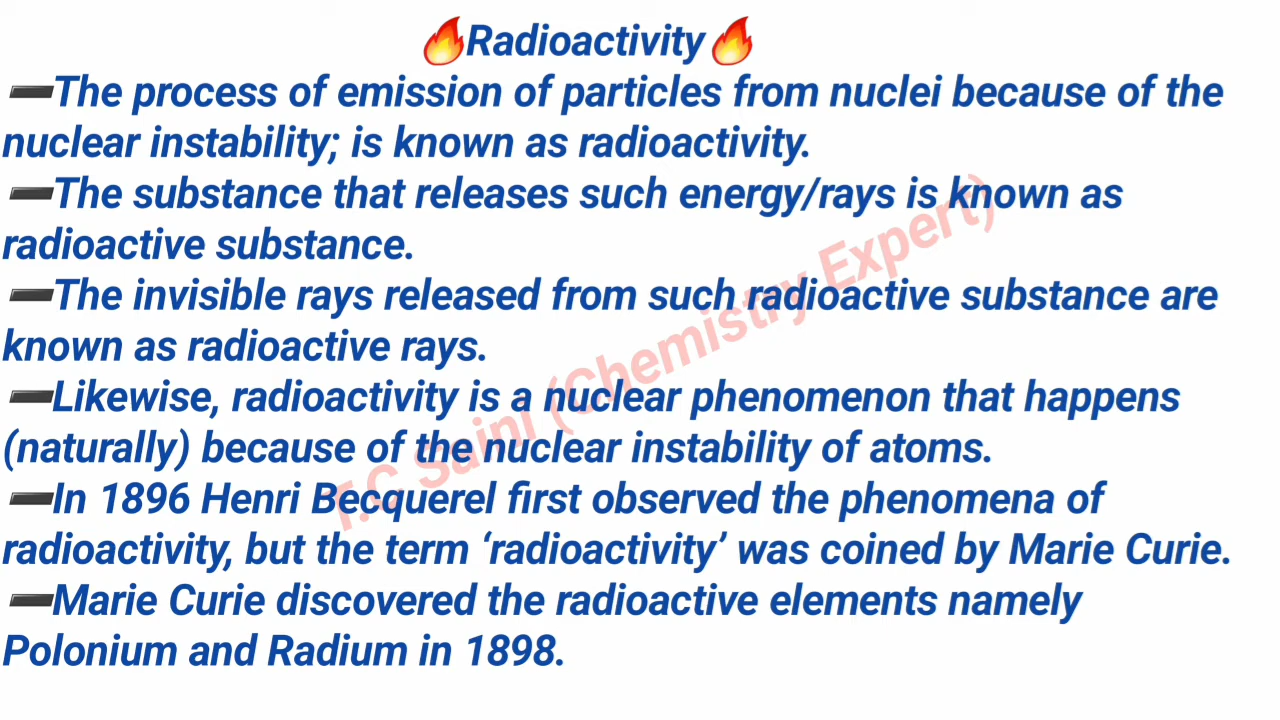 🔥Radioactivity🔥
➖The process of emission of particles from nuclei because of the
nuclear instability; is known as radioactivity.
➖The substance that releases such energy/rays is known as
radioactive substance.
➖The invisible rays released from such radioactive substance are
known as radioactive rays.
➖Likewise, radioactivity is a nuclear phenomenon that happens
(naturally) because of the nuclear instability of atoms.
➖In 1896 Henri Becquerel first observed the phenomena of
radioactivity, but the term ‘radioactivity’ was coined by Marie Curie.
➖Marie Curie discovered the radioactive elements namely
Polonium and Radium in 1898.
T.C Saini (Chemistry Expert)